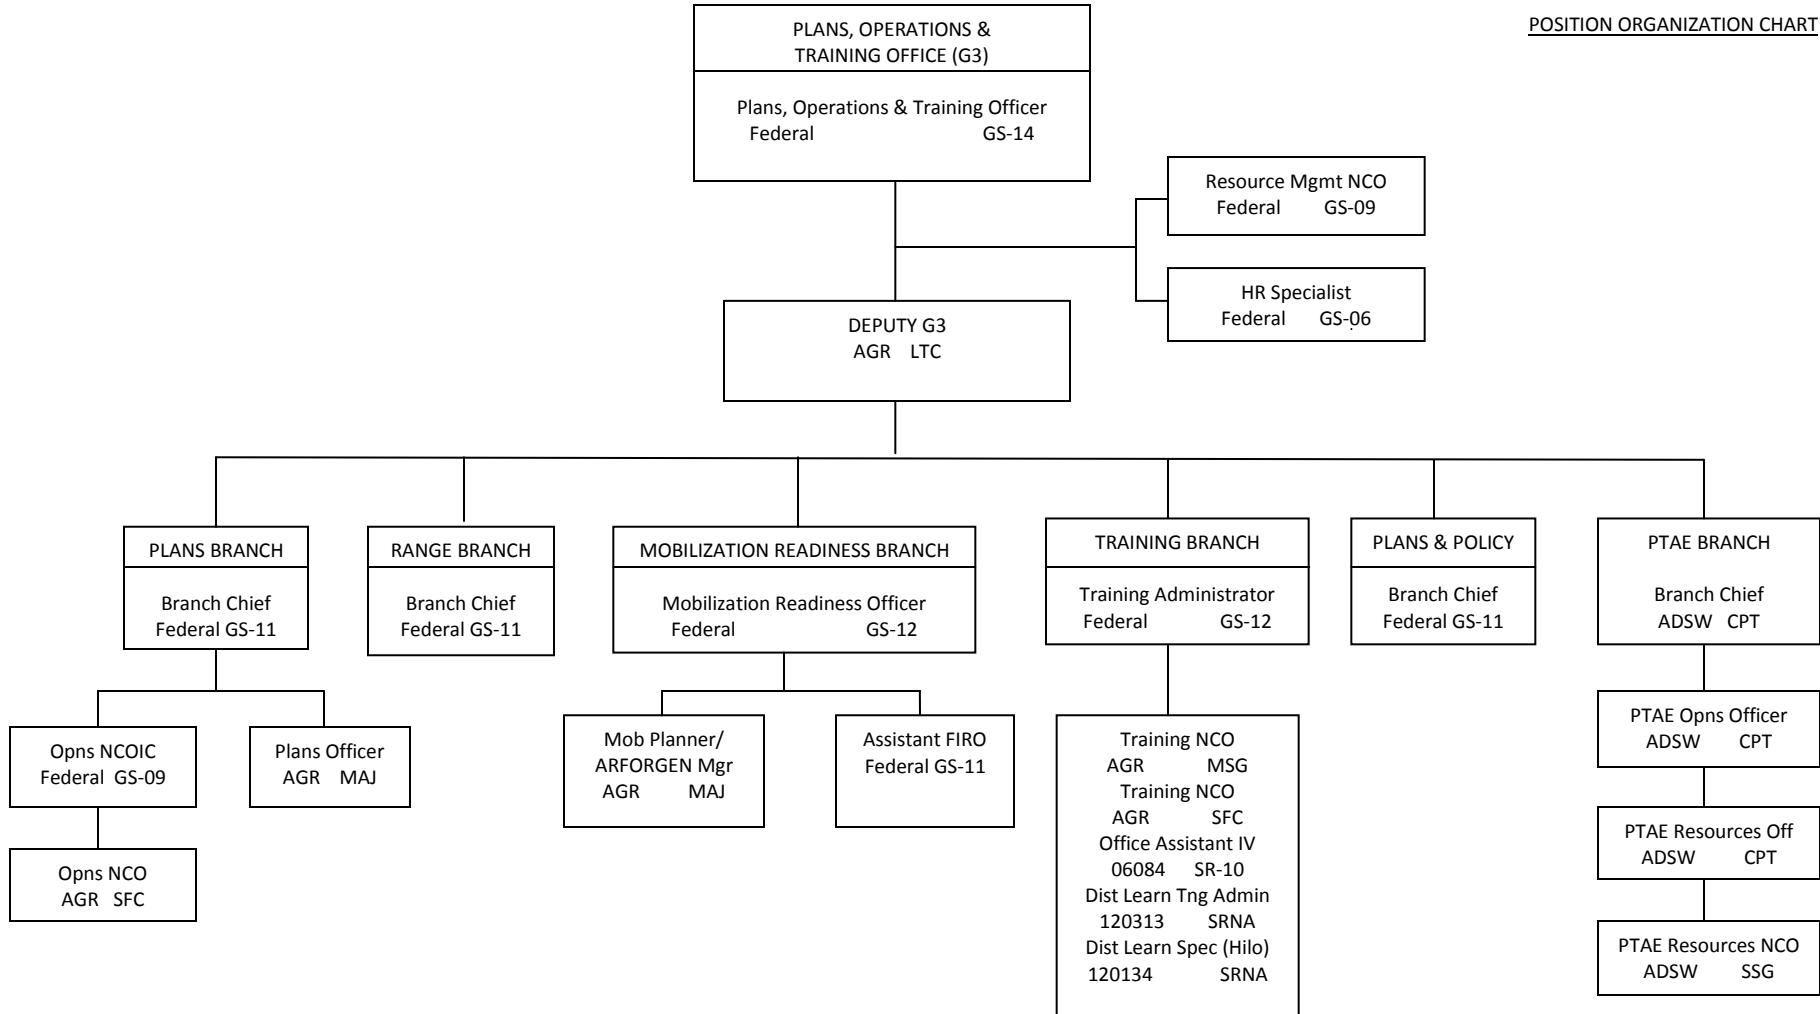 POSITION ORGANIZATION CHART
PLANS, OPERATIONS &
TRAINING OFFICE (G3)
Plans, Operations & Training Officer
Federal GS-14
Resource Mgmt NCO
Federal GS-09
HR Specialist
Federal GS-06
DEPUTY G3
AGR LTC
PLANS BRANCH
Branch Chief
Federal GS-11
RANGE BRANCH
Branch Chief
Federal GS-11
MOBILIZATION READINESS BRANCH
Mobilization Readiness Officer
Federal GS-12
TRAINING BRANCH
Training Administrator
Federal GS-12
PLANS & POLICY
Branch Chief
Federal GS-11
PTAE BRANCH
Branch Chief
ADSW CPT
Opns NCOIC
Federal GS-09
Plans Officer
AGR MAJ
Opns NCO
AGR SFC
Mob Planner/
ARFORGEN Mgr
AGR MAJ
Assistant FIRO
Federal GS-11
Training NCO
AGR MSG
Training NCO
AGR SFC
Office Assistant IV
06084 SR-10
Dist Learn Tng Admin
120313 SRNA
Dist Learn Spec (Hilo)
120134 SRNA
PTAE Opns Officer
ADSW CPT
PTAE Resources Off
ADSW CPT
PTAE Resources NCO
ADSW SSG